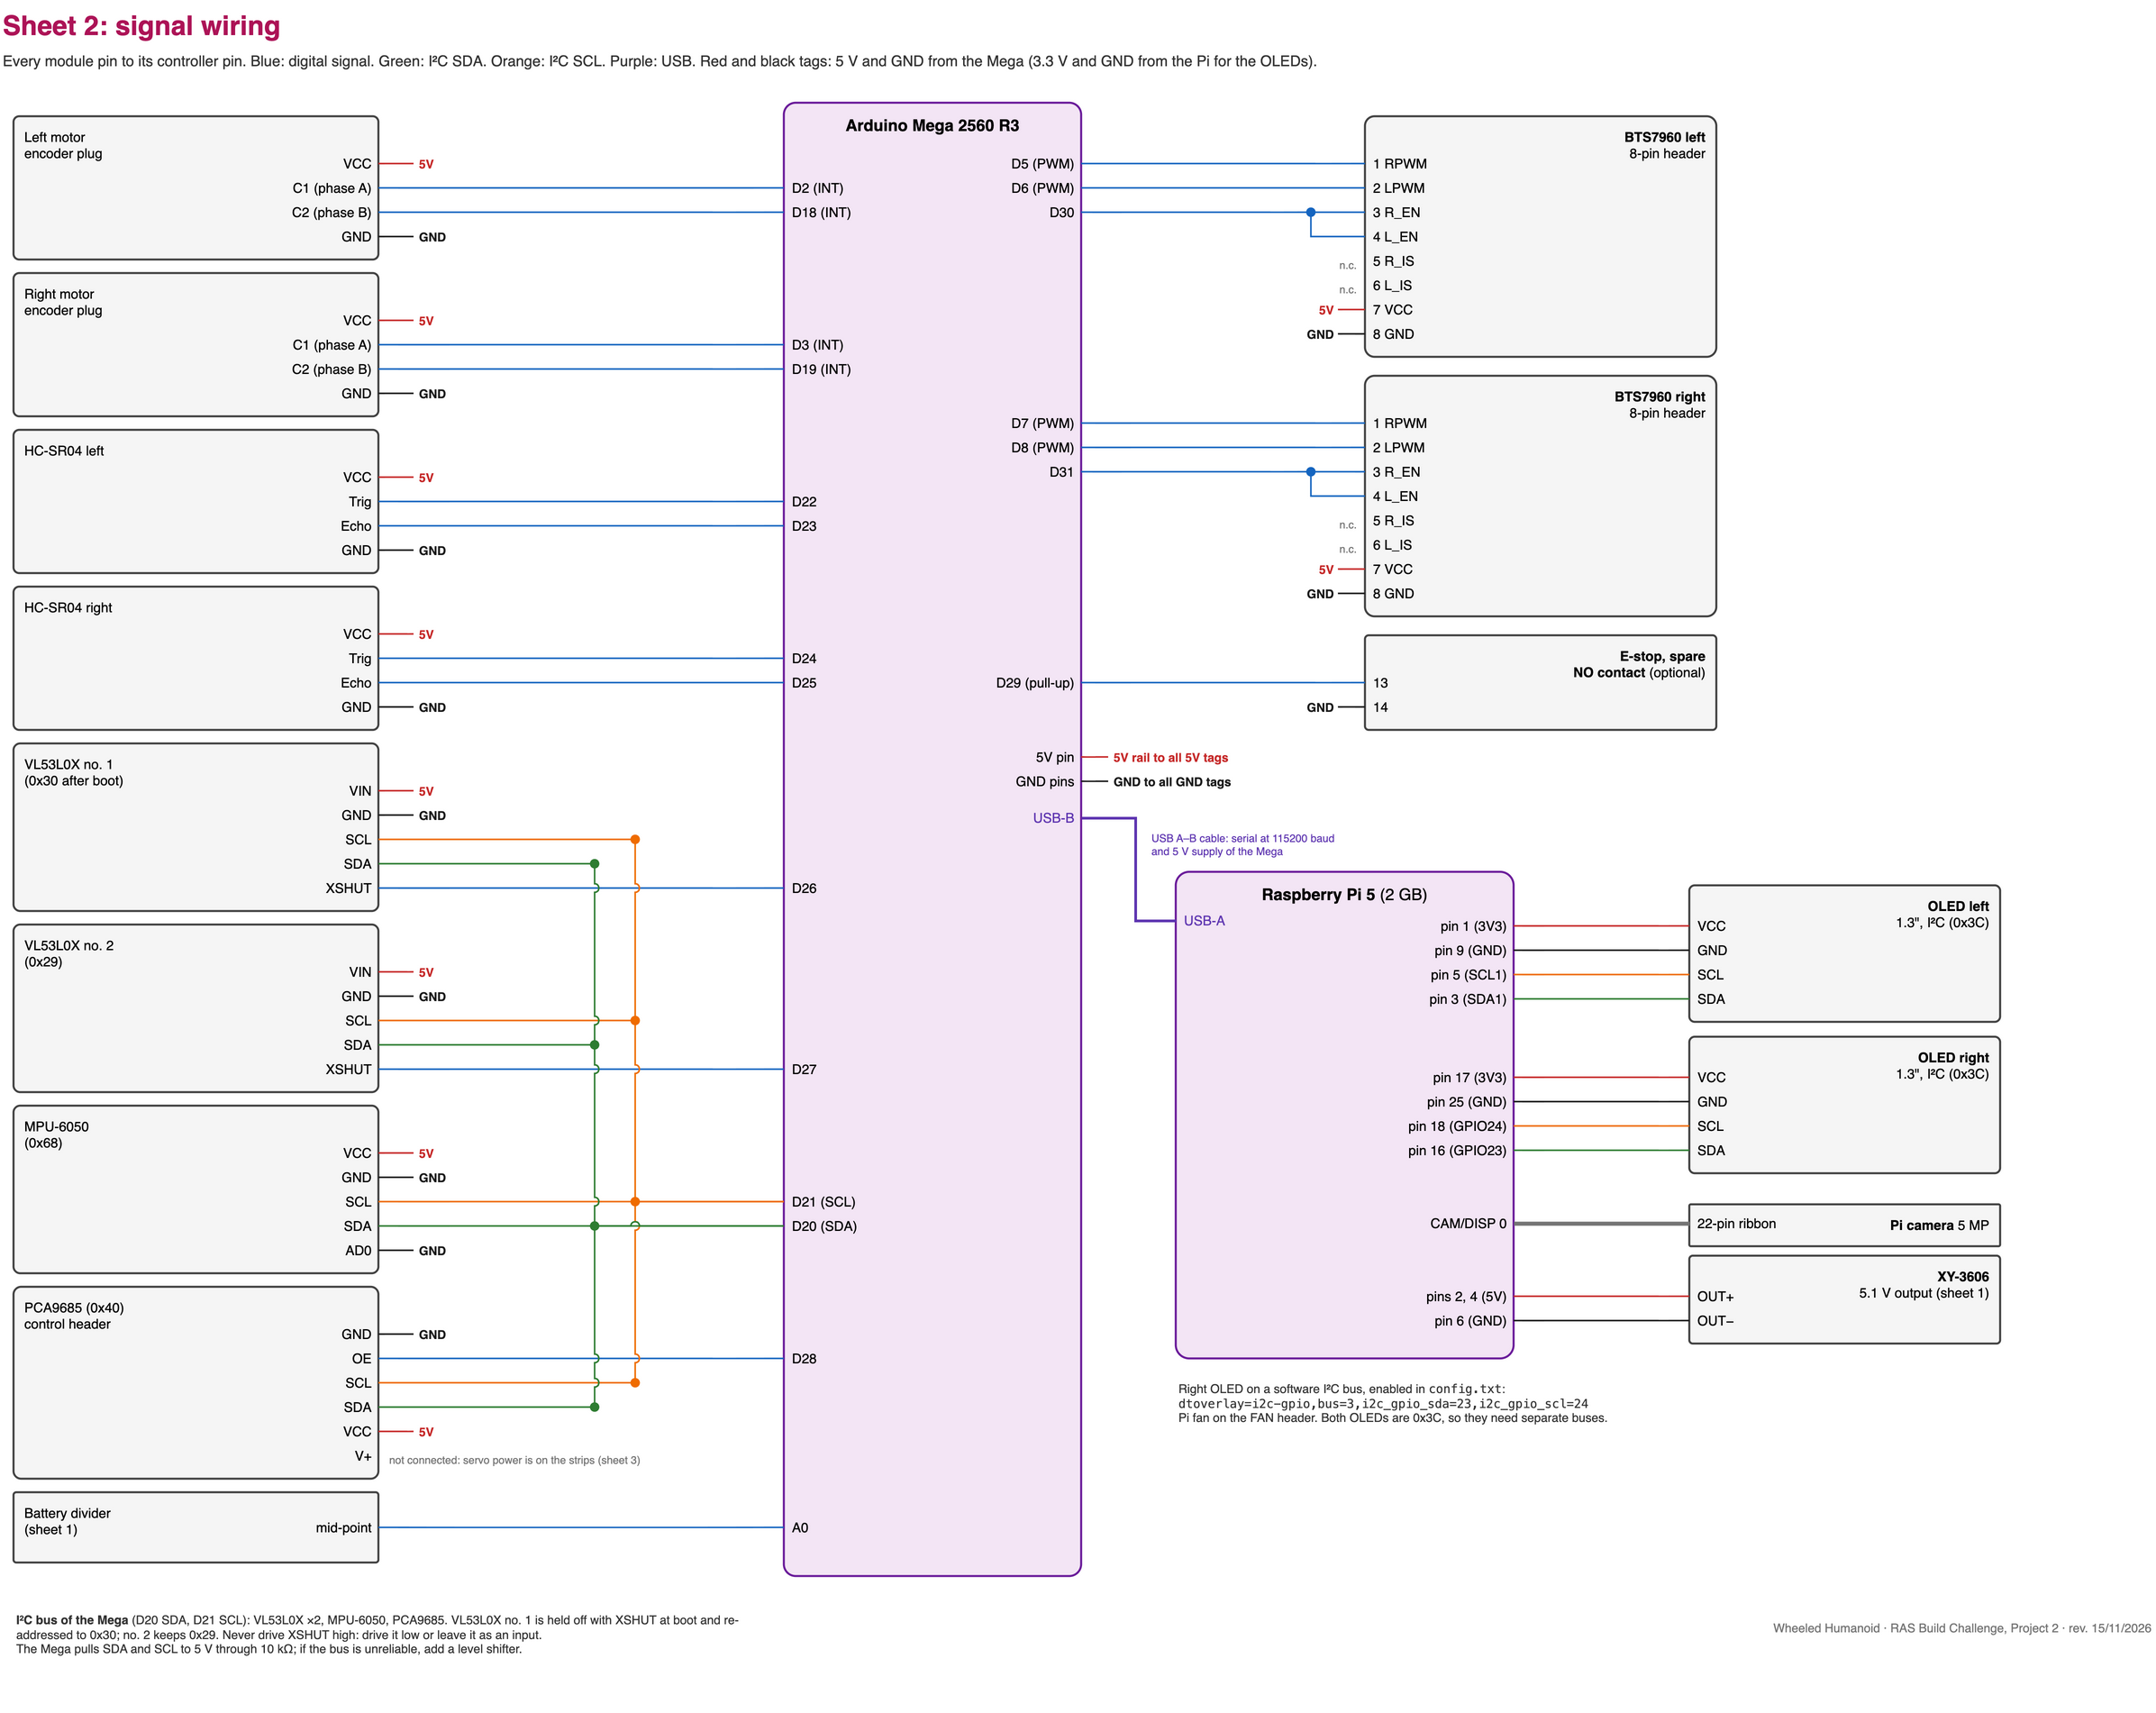 Sheet 2: signal wiring
Every module pin to its controller pin. Blue: digital signal. Green: I²C SDA. Orange: I²C SCL. Purple: USB. Red and black tags: 5 V and GND from the Mega (3.3 V and GND from the Pi for the OLEDs).
Left motor
encoder plug
VCC
5V
C1 (phase A)
C2 (phase B)
GND
GND
Right motor
encoder plug
VCC
5V
C1 (phase A)
C2 (phase B)
GND
GND
HC-SR04 left
VCC
5V
Trig
Echo
GND
GND
HC-SR04 right
VCC
5V
Trig
Echo
GND
GND
VL53L0X no. 1
(0x30 after boot)
VIN
5V
GND
GND
SCL
SDA
XSHUT
VL53L0X no. 2
(0x29)
VIN
5V
GND
GND
SCL
SDA
XSHUT
MPU-6050
(0x68)
VCC
5V
GND
GND
SCL
SDA
AD0
GND
PCA9685 (0x40)
control header
GND
GND
OE
SCL
SDA
VCC
5V
V+
not connected: servo power is on the strips (sheet 3)
Battery divider
(sheet 1)
mid-point
Arduino Mega 2560 R3
D2 (INT)
D18 (INT)
D3 (INT)
D19 (INT)
D22
D23
D24
D25
D26
D27
D21 (SCL)
D20 (SDA)
D28
A0
D5 (PWM)
D6 (PWM)
D30
D7 (PWM)
D8 (PWM)
D31
D29 (pull-up)
5V pin
5V rail to all 5V tags
GND pins
GND to all GND tags
USB-B
USB A–B cable: serial at 115200 baud
and 5 V supply of the Mega
BTS7960 left
8-pin header
1 RPWM
2 LPWM
3 R_EN
4 L_EN
n.c.
5 R_IS
n.c.
6 L_IS
5V
7 VCC
GND
8 GND
BTS7960 right
8-pin header
1 RPWM
2 LPWM
3 R_EN
4 L_EN
n.c.
5 R_IS
n.c.
6 L_IS
5V
7 VCC
GND
8 GND
E-stop, spare
NO contact (optional)
13
GND
14
Raspberry Pi 5 (2 GB)
USB-A
pin 1 (3V3)
pin 9 (GND)
pin 5 (SCL1)
pin 3 (SDA1)
pin 17 (3V3)
pin 25 (GND)
pin 18 (GPIO24)
pin 16 (GPIO23)
CAM/DISP 0
pins 2, 4 (5V)
pin 6 (GND)
OLED left
1.3", I²C (0x3C)
VCC
GND
SCL
SDA
OLED right
1.3", I²C (0x3C)
VCC
GND
SCL
SDA
22-pin ribbon
Pi camera 5 MP
XY-3606
5.1 V output (sheet 1)
OUT+
OUT−
Right OLED on a software I²C bus, enabled in config.txt:
dtoverlay=i2c-gpio,bus=3,i2c_gpio_sda=23,i2c_gpio_scl=24
Pi fan on the FAN header. Both OLEDs are 0x3C, so they need separate buses.
I²C bus of the Mega (D20 SDA, D21 SCL): VL53L0X ×2, MPU-6050, PCA9685. VL53L0X no. 1 is held off with XSHUT at boot and re-
addressed to 0x30; no. 2 keeps 0x29. Never drive XSHUT high: drive it low or leave it as an input.
The Mega pulls SDA and SCL to 5 V through 10 kΩ; if the bus is unreliable, add a level shifter.
Wheeled Humanoid · RAS Build Challenge, Project 2 · rev. 15/11/2026